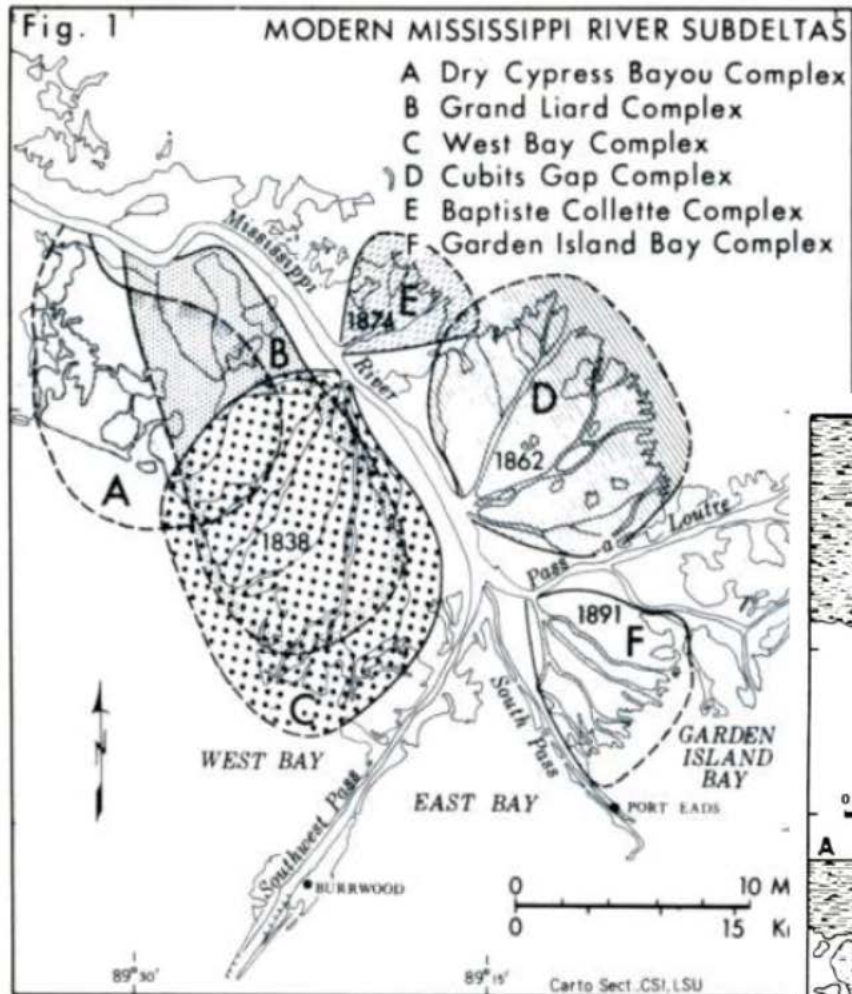 Fig. 1
MODERN MISSISSIPPI RIVER SUBDELTAS
A Dry Cypress Bayou Complex
B Grand Liard Complex
C West Bay Complex
D Cubits Gap Complex
E Baptiste Collette Complex
F Garden Island Bay Complex
Mississippi
River
E
1874
B
D
1862
A
Pass a Loutre
1838
1891
F
C
South Pass
GARDEN
ISLAND
BAY
WEST BAY
EAST BAY
PORT EADS
Southwest Pass
BURRWOOD
N
0 10 M
0 15 Ki
89°30'
89°15'
Carto Sect.,CSI, LSU
0
A